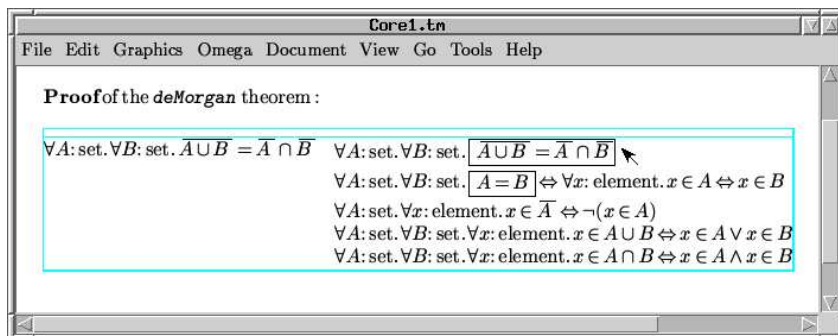 Core1.tm
File Edit Graphics Omega Document View Go Tools Help
Proof of the deMorgan theorem :
∀A: set.∀B: set. A̅ ̅∪̅ ̅B̅ = A̅ ∩ B̅ ∀A: set.∀B: set. A̅ ̅∪̅ ̅B̅ = A̅ ∩ B̅
∀A: set.∀B: set. A = B ⇔ ∀x: element. x ∈ A ⇔ x ∈ B
∀A: set.∀x: element. x ∈ A̅ ⇔ ¬(x ∈ A)
∀A: set.∀B: set.∀x: element. x ∈ A ∪ B ⇔ x ∈ A ∨ x ∈ B
∀A: set.∀B: set.∀x: element. x ∈ A ∩ B ⇔ x ∈ A ∧ x ∈ B